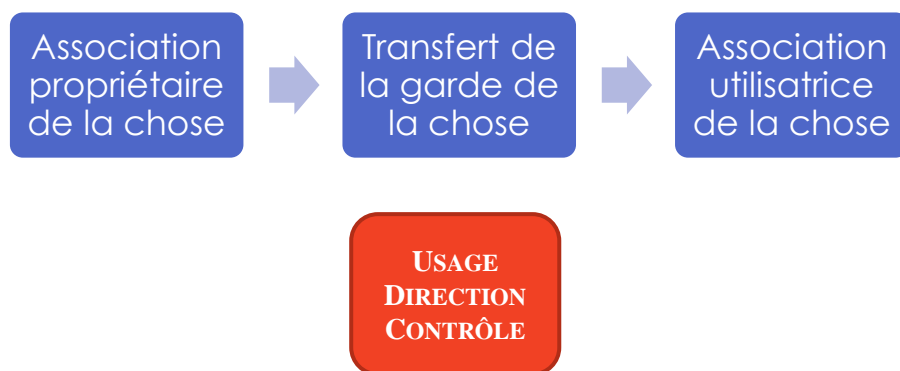 Association
propriétaire
de la chose
Transfert de
la garde de
la chose
Association
utilisatrice
de la chose
USAGE
DIRECTION
CONTRÔLE